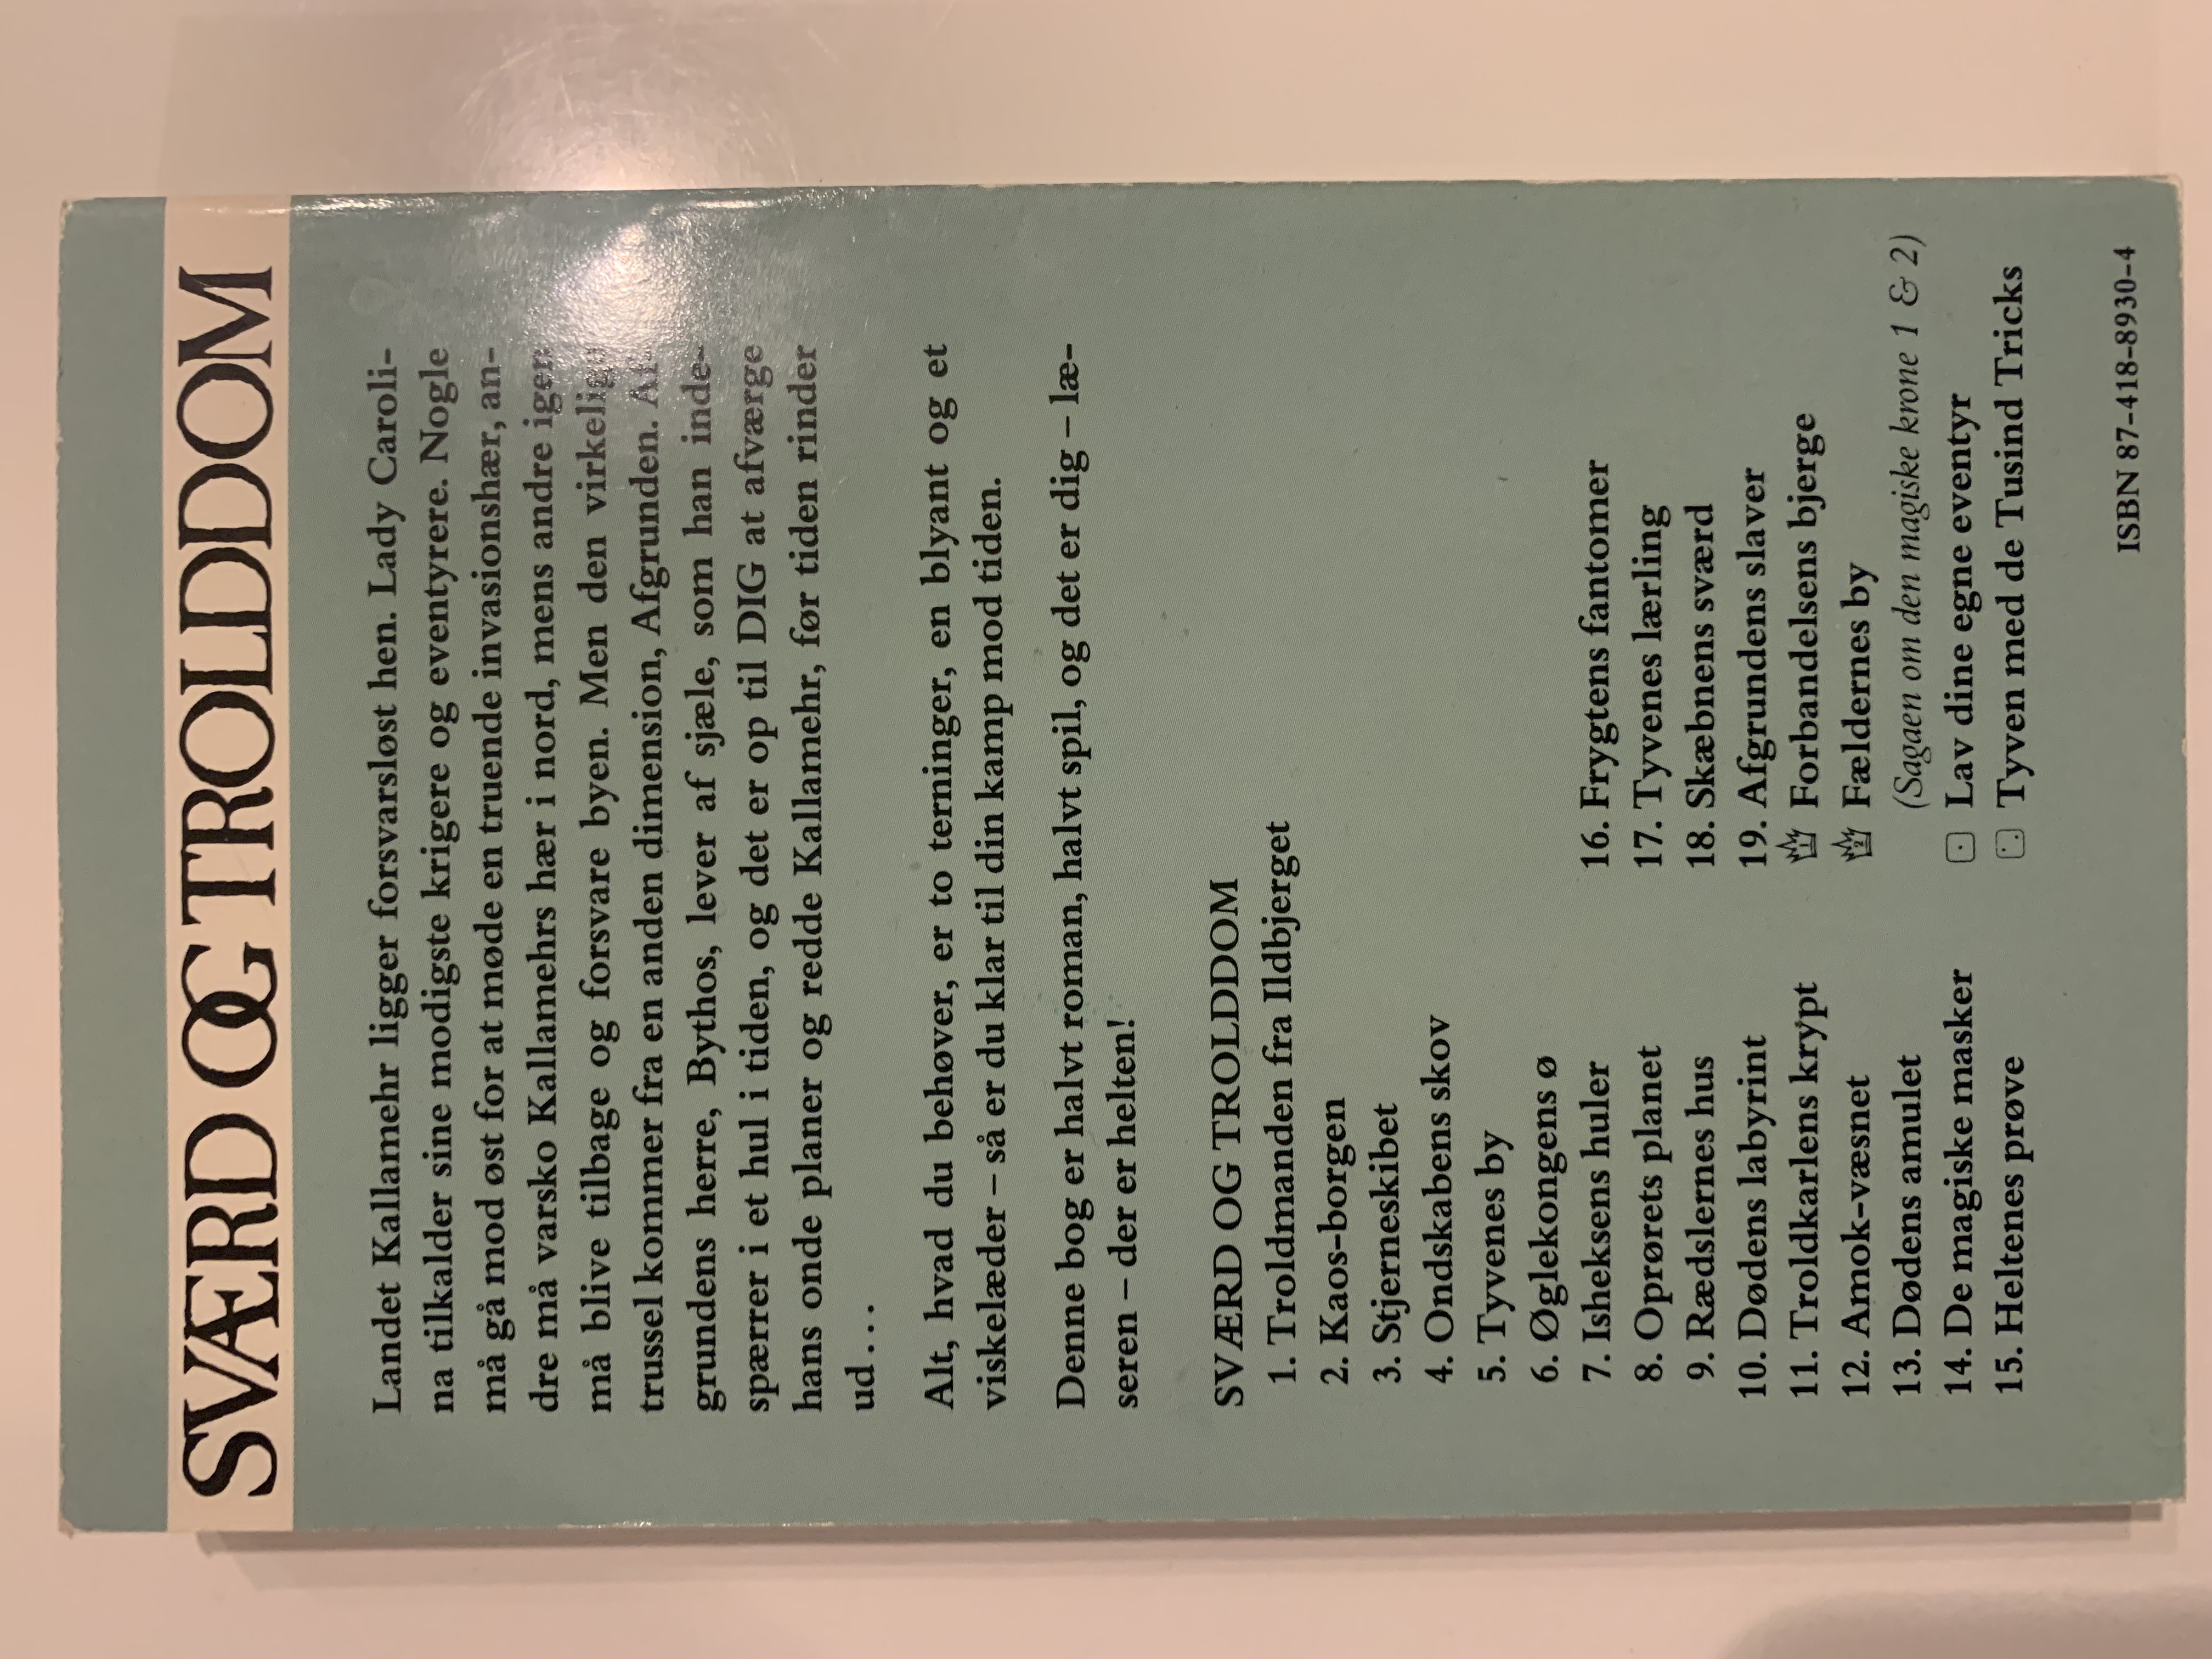 SVÆRD OG TROLDDOM
Landet Kallamehr ligger forsvarsløst hen. Lady Caroli-
na tilkalder sine modigste krigere og eventyrere. Nogle
må gå mod øst for at møde en truende invasionshær, an-
dre må varsko Kallamehrs hær i nord, mens andre igen
må blive tilbage og forsvare byen. Men den virkelige
trussel kommer fra en anden dimension, Afgrunden. Af-
grundens herre, Bythos, lever af sjæle, som han inde-
spærrer i et hul i tiden, og det er op til DIG at afværge
hans onde planer og redde Kallamehr, før tiden rinder
ud...
Alt, hvad du behøver, er to terninger, en blyant og et
viskelæder – så er du klar til din kamp mod tiden.
Denne bog er halvt roman, halvt spil, og det er dig – læ-
seren – der er helten!
SVÆRD OG TROLDDOM
1. Troldmanden fra Ildbjerget
2. Kaos-borgen
3. Stjerneskibet
4. Ondskabens skov
5. Tyvenes by
6. Øglekongens ø
7. Isheksens huler
8. Oprørets planet
9. Rædslernes hus
10. Dødens labyrint
11. Troldkarlens krypt
12. Amok-væsnet
13. Dødens amulet
14. De magiske masker
15. Heltenes prøve
16. Frygtens fantomer
17. Tyvenes lærling
18. Skæbnens sværd
19. Afgrundens slaver
1 Forbandelsens bjerge
2 Fældernes by
(Sagaen om den magiske krone 1 & 2)
Lav dine egne eventyr
Tyven med de Tusind Tricks
ISBN 87-418-8930-4